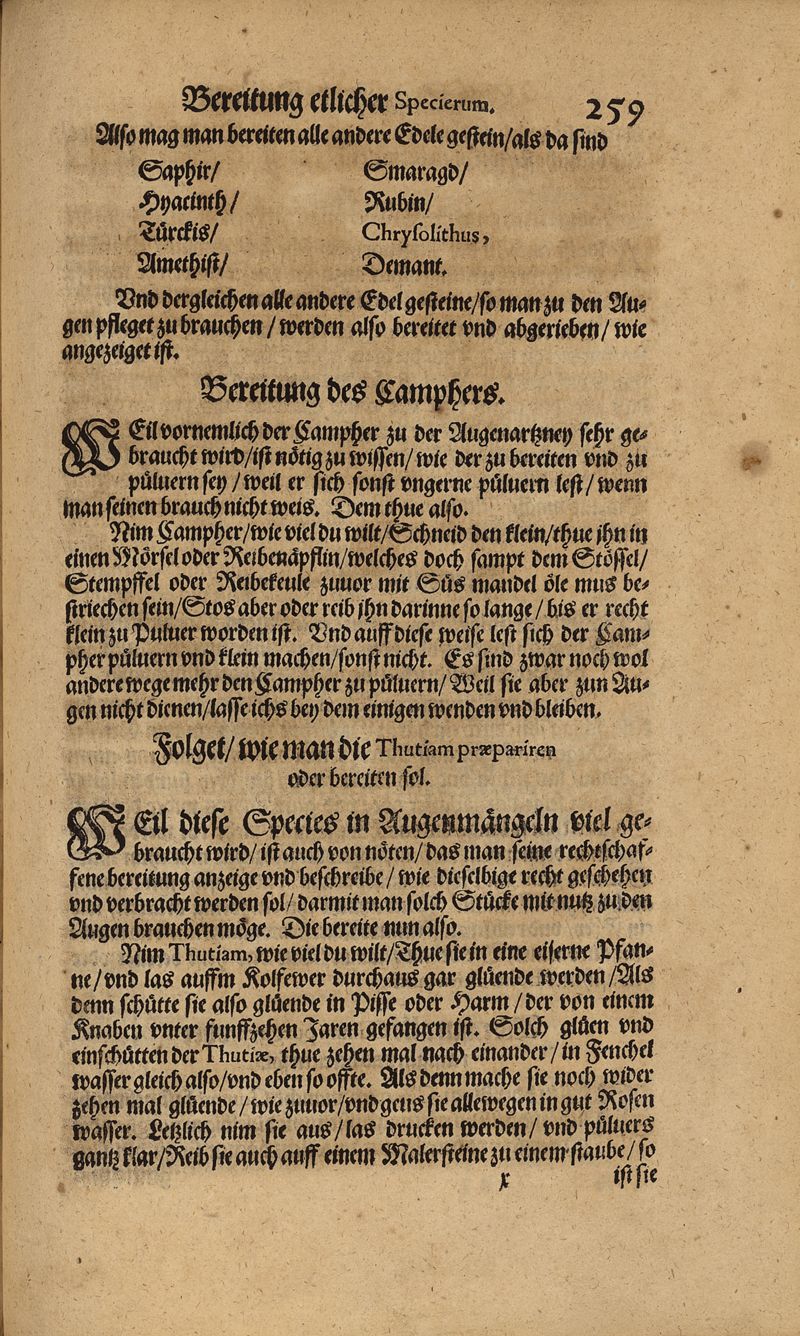 Bereitung etlicher Specierum. 259
Also mag man bereiten alle andere Edele gestein/als da sind
Saphir/ Smaragd/
Hyacinth/ Rubin/
Türckis/ Chrysolithus,
Amethist/ Demant.
Vnd dergleichen alle andere Edel gesteine/so man zu den Au-
gen pfleget zu brauchen/werden also bereitet vnd abgerieben/wie
angezeiget ist.
Bereitung des Camphers.
WEil vornemlich der Campher zu der Augenartzney sehr ge-
braucht wird/ist nötig zu wissen/wie der zu bereiten vnd zu
püluern sey/weil er sich sonst vngerne püluern lest/wenn
man seinen brauch nicht weis. Dem thue also.
Nim Campher/wie viel du wilt/Schneid den klein/thue jhn in
einen Mörsel oder Reibenäpflin/welches doch sampt dem Stössel/
Stempffel oder Reibekeule zuuor mit Süs mandel öle mus be-
striechen sein/Stos aber oder reib jhn darinne so lange/bis er recht
klein zu Puluer worden ist. Vnd auff diese weise lest sich der Cam-
pher püluern vnd klein machen/sonst nicht. Es sind zwar noch wol
andere wege mehr den Campher zu püluern/Weil sie aber zun Au-
gen nicht dienen/lasse ichs bey dem einigen wenden vnd bleiben.
Folget/wie man die Thutiam præpariren
oder bereiten sol.
WEil diese Species in Augenmängeln viel ge-
braucht wird/ist auch von nöten/das man seine rechtschaf-
fene bereitung anzeige vnd beschreibe/wie dieselbige recht geschehen
vnd verbracht werden sol/darmit man solch Stücke mit nutz zu den
Augen brauchen möge. Die bereite nun also.
Nim Thutiam, wie viel du wilt/Thue sie in eine eiserne Pfan-
ne/vnd las auffm Kolfewer durchaus gar glüende werden/Als
denn schütte sie also glüende in Pisse oder Harm/der von einem
Knaben vnter funffzehen Jaren gefangen ist. Solch glüen vnd
einschütten der Thutiæ, thue zehen mal nach einander/in Fenchel
wasser gleich also/vnd eben so offte. Als denn mache sie noch wider
zehen mal glüende/wie zuuor/vnd geus sie allewegen in gut Rosen
wasser. Letzlich nim sie aus/las drucken werden/vnd püluers
gantz klar/Reib sie auch auff einem Malersteine zu einem staube/so
x ist sie